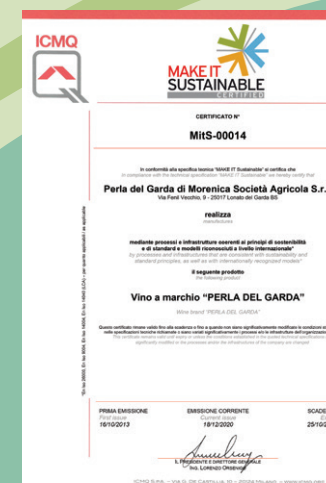 ICMQ
MAKE IT
SUSTAINABLE
CERTIFIED
CERTIFICATO N°
MitS-00014
In conformità alla specifica tecnica "MAKE IT Sustainable" si certifica che
In compliance with the technical specification "MAKE IT Sustainable" we hereby certify that
Perla del Garda di Morenica Società Agricola S.r.
Via Fenil Vecchio, 9 - 25017 Lonato del Garda BS
realizza
manufactures
mediante processi e infrastrutture coerenti ai principi di sostenibilità
e di standard e modelli riconosciuti a livello internazionale*
by processes and infrastructures that are consistent with sustainability and
standard principles, as well as with internationally recognized models*
il seguente prodotto
the following product
Vino a marchio "PERLA DEL GARDA"
Wine brand "PERLA DEL GARDA"
PRIMA EMISSIONE
First issue
16/10/2013
EMISSIONE CORRENTE
Current issue
18/12/2020
SCADE
25/10/2
IL PRESIDENTE E DIRETTORE GENERALE
ING. LORENZO ORSENIGO